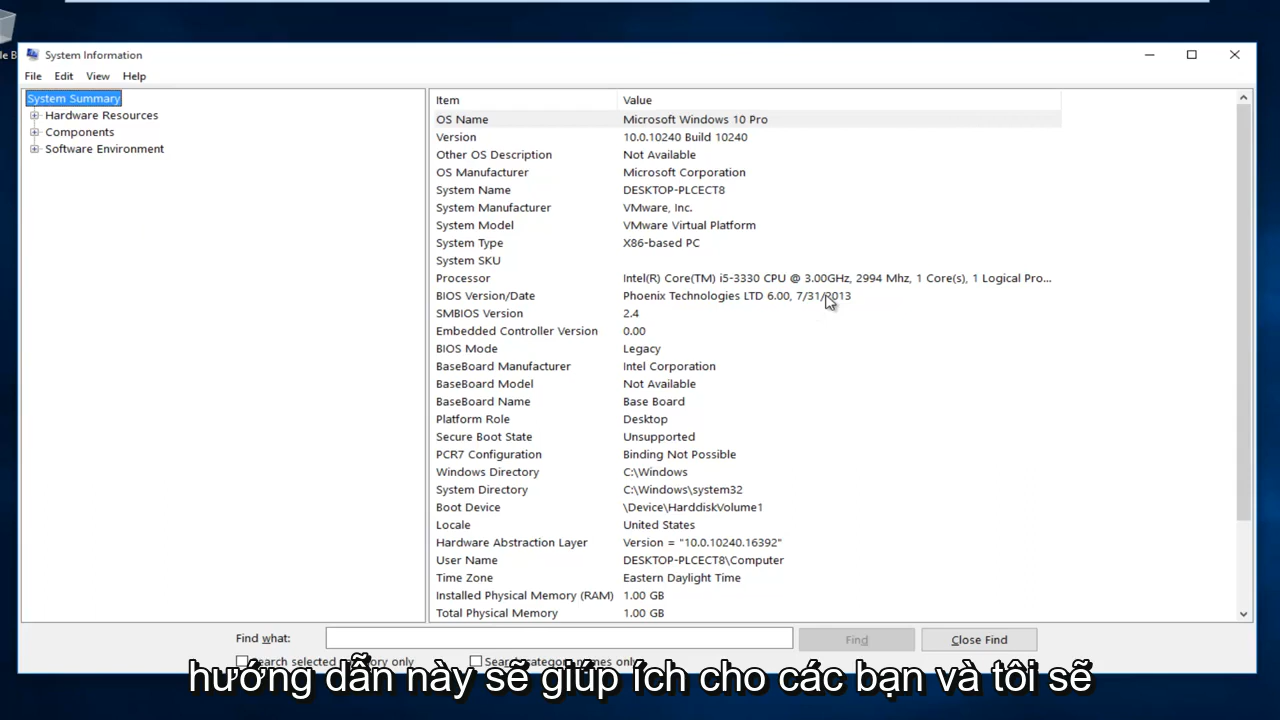 le B
System Information
File Edit View Help
System Summary
Hardware Resources
Components
Software Environment
Item Value
OS Name Microsoft Windows 10 Pro
Version 10.0.10240 Build 10240
Other OS Description Not Available
OS Manufacturer Microsoft Corporation
System Name DESKTOP-PLCECT8
System Manufacturer VMware, Inc.
System Model VMware Virtual Platform
System Type X86-based PC
System SKU
Processor Intel(R) Core(TM) i5-3330 CPU @ 3.00GHz, 2994 Mhz, 1 Core(s), 1 Logical Pro...
BIOS Version/Date Phoenix Technologies LTD 6.00, 7/31/2013
SMBIOS Version 2.4
Embedded Controller Version 0.00
BIOS Mode Legacy
BaseBoard Manufacturer Intel Corporation
BaseBoard Model Not Available
BaseBoard Name Base Board
Platform Role Desktop
Secure Boot State Unsupported
PCR7 Configuration Binding Not Possible
Windows Directory C:\Windows
System Directory C:\Windows\system32
Boot Device \Device\HarddiskVolume1
Locale United States
Hardware Abstraction Layer Version = "10.0.10240.16392"
User Name DESKTOP-PLCECT8\Computer
Time Zone Eastern Daylight Time
Installed Physical Memory (RAM) 1.00 GB
Total Physical Memory 1.00 GB
Find what: Find Close Find
Search selected category only Search category names only
hướng dẫn này sẽ giúp ích cho các bạn và tôi sẽ